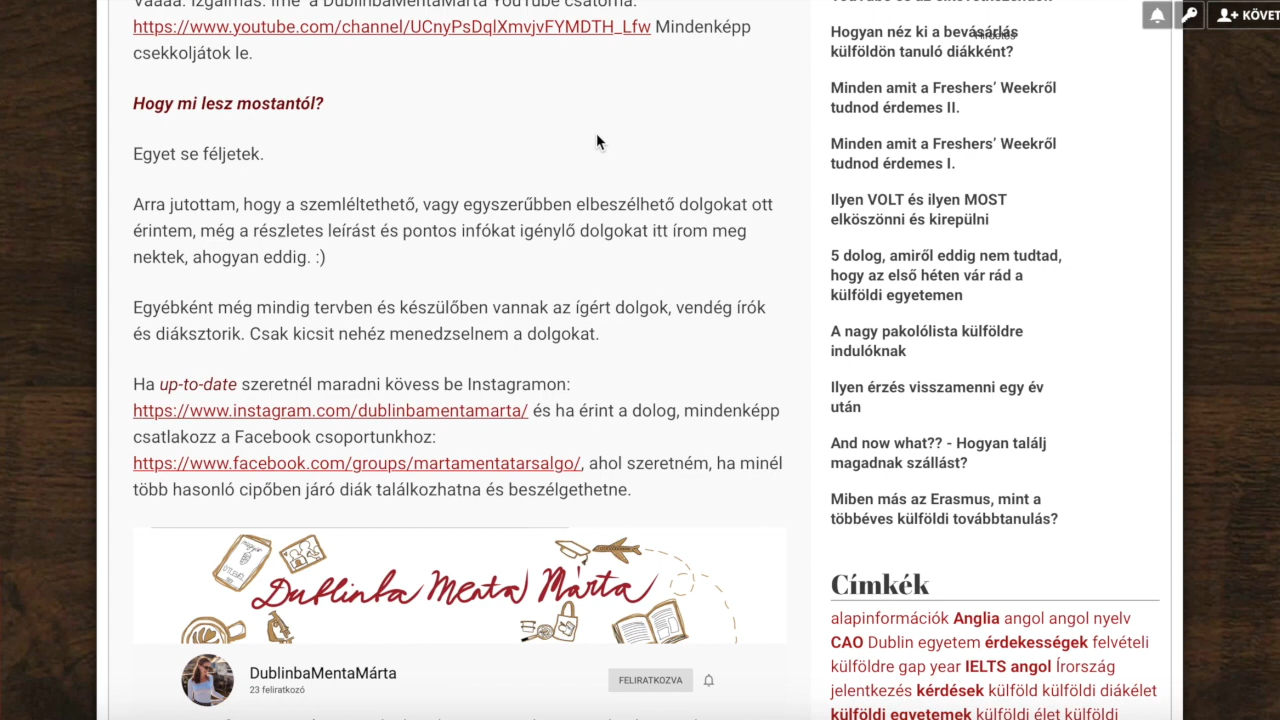 Váááá. Izgalmas. Íme  a DublinbaMentaMárta YouTube csatorna:
https://www.youtube.com/channel/UCnyPsDqlXmvjvFYMDTH_Lfw Mindenképp
csekkoljátok le.
Hogy mi lesz mostantól?
Egyet se féljetek.
Arra jutottam, hogy a szemléltethető, vagy egyszerűbben elbeszélhető dolgokat ott
érintem, még a részletes leírást és pontos infókat igénylő dolgokat itt írom meg
nektek, ahogyan eddig. :)
Egyébként még mindig tervben és készülőben vannak az ígért dolgok, vendég írók
és diáksztorik. Csak kicsit nehéz menedzselnem a dolgokat.
Ha up-to-date szeretnél maradni kövess be Instagramon:
https://www.instagram.com/dublinbamentamarta/ és ha érint a dolog, mindenképp
csatlakozz a Facebook csoportunkhoz:
https://www.facebook.com/groups/martamentatarsalgo/, ahol szeretném, ha minél
több hasonló cipőben járó diák találkozhatna és beszélgethetne.
Dublinba Menta Márta
DublinbaMentaMárta
23 feliratkozó
FELIRATKOZVA
KÖVET
Hirdetés
Hogyan néz ki a bevásárlás
külföldön tanuló diákként?
Minden amit a Freshers’ Weekről
tudnod érdemes II.
Minden amit a Freshers’ Weekről
tudnod érdemes I.
Ilyen VOLT és ilyen MOST
elköszönni és kirepülni
5 dolog, amiről eddig nem tudtad,
hogy az első héten vár rád a
külföldi egyetemen
A nagy pakolólista külföldre
indulóknak
Ilyen érzés visszamenni egy év
után
And now what?? - Hogyan találj
magadnak szállást?
Miben más az Erasmus, mint a
többéves külföldi továbbtanulás?
Címkék
alapinformációk Anglia angol angol nyelv
CAO Dublin egyetem érdekességek felvételi
külföldre gap year IELTS angol Írország
jelentkezés kérdések külföld külföldi diákélet
külföldi egyetemek külföldi élet külföldi